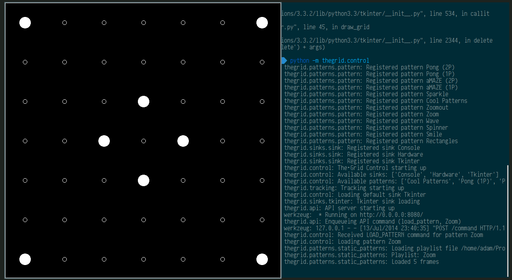 ions/3.3.2/lib/python3.3/tkinter/__init__.py", line 534, in callit
r.py", line 45, in draw_grid
ions/3.3.2/lib/python3.3/tkinter/__init__.py", line 2344, in delete
lete') + args)
python -m thegrid.control
thegrid.patterns.pattern: Registered pattern Pong (2P)
thegrid.patterns.pattern: Registered pattern Pong (1P)
thegrid.patterns.pattern: Registered pattern aMAZE (2P)
thegrid.patterns.pattern: Registered pattern aMAZE (1P)
thegrid.patterns.pattern: Registered pattern Sparkle
thegrid.patterns.pattern: Registered pattern Cool Patterns
thegrid.patterns.pattern: Registered pattern Zoomout
thegrid.patterns.pattern: Registered pattern Zoom
thegrid.patterns.pattern: Registered pattern Wave
thegrid.patterns.pattern: Registered pattern Spinner
thegrid.patterns.pattern: Registered pattern Smile
thegrid.patterns.pattern: Registered pattern Rectangles
thegrid.sinks.sink: Registered sink Console
thegrid.sinks.sink: Registered sink Hardware
thegrid.sinks.sink: Registered sink Tkinter
thegrid.control: The+Grid Control starting up
thegrid.control: Available sinks: ['Console', 'Hardware', 'Tkinter']
thegrid.control: Available patterns: ['Cool Patterns', 'Pong (1P)', 'P
thegrid.tracking: Tracking starting up
thegrid.control: Loading default sink Tkinter
thegrid.sinks.tkinter: Tkinter sink loading
thegrid.api: API server starting up
werkzeug:  * Running on http://0.0.0.0:8080/
thegrid.api: Enqueueing API command (load_pattern, Zoom)
werkzeug: 127.0.0.1 - - [13/Jul/2014 23:40:35] "POST /command HTTP/1.1
thegrid.control: Received LOAD_PATTERN command for pattern Zoom
thegrid.control: Loading pattern Zoom
thegrid.patterns.static_patterns: Loading playlist file /home/adam/Pro
thegrid.patterns.static_patterns: Playlist: Zoom
thegrid.patterns.static_patterns: Loaded 5 frames